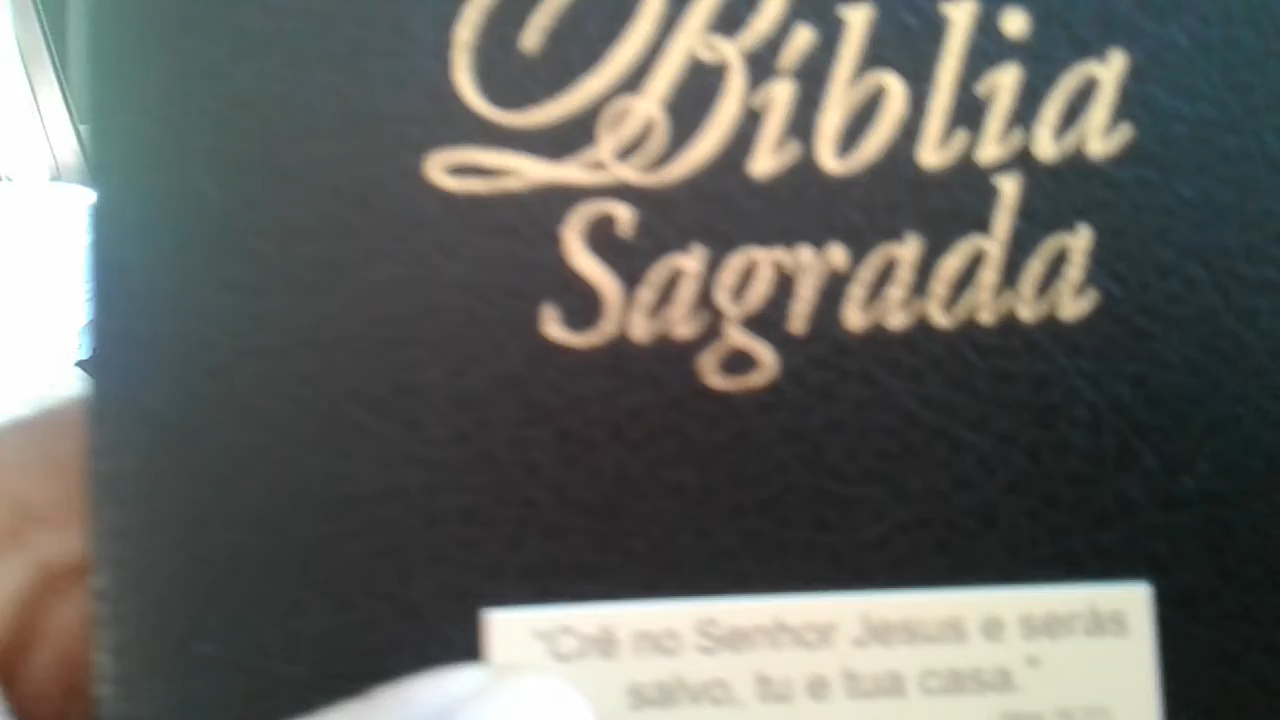 Bíblia
Sagrada
"Crê no Senhor Jesus e serás
salvo, tu e tua casa."